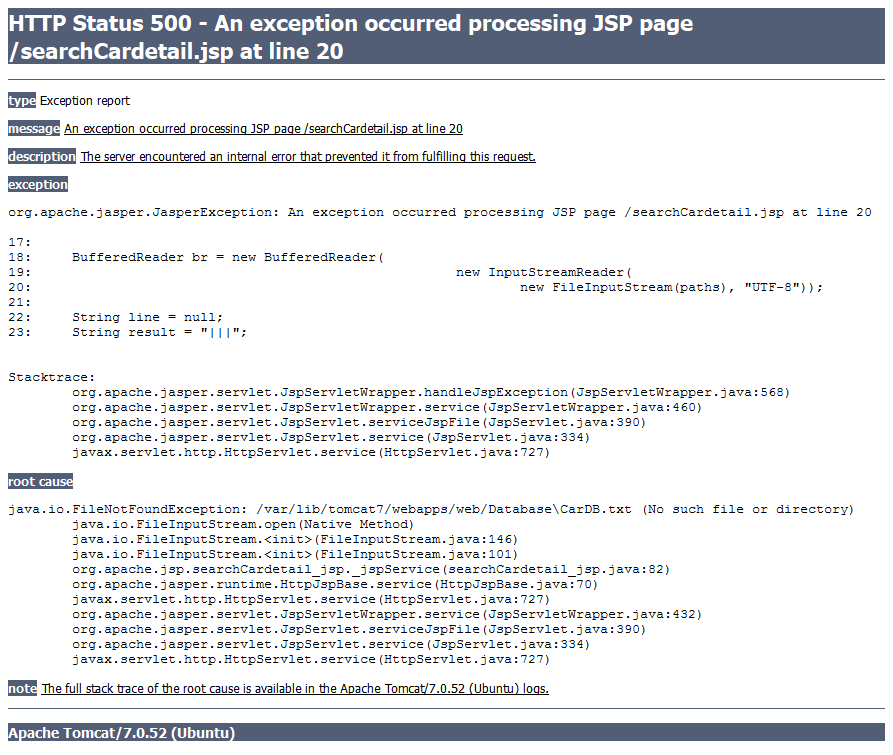 HTTP Status 500 - An exception occurred processing JSP page
/searchCardetail.jsp at line 20
type Exception report
message An exception occurred processing JSP page /searchCardetail.jsp at line 20
description The server encountered an internal error that prevented it from fulfilling this request.
exception
org.apache.jasper.JasperException: An exception occurred processing JSP page /searchCardetail.jsp at line 20
17:
18:     BufferedReader br = new BufferedReader(
19:                                                     new InputStreamReader(
20:                                                             new FileInputStream(paths), "UTF-8"));
21:
22:     String line = null;
23:     String result = "|||";
Stacktrace:
        org.apache.jasper.servlet.JspServletWrapper.handleJspException(JspServletWrapper.java:568)
        org.apache.jasper.servlet.JspServletWrapper.service(JspServletWrapper.java:460)
        org.apache.jasper.servlet.JspServlet.serviceJspFile(JspServlet.java:390)
        org.apache.jasper.servlet.JspServlet.service(JspServlet.java:334)
        javax.servlet.http.HttpServlet.service(HttpServlet.java:727)
root cause
java.io.FileNotFoundException: /var/lib/tomcat7/webapps/web/Database\CarDB.txt (No such file or directory)
        java.io.FileInputStream.open(Native Method)
        java.io.FileInputStream.<init>(FileInputStream.java:146)
        java.io.FileInputStream.<init>(FileInputStream.java:101)
        org.apache.jsp.searchCardetail_jsp._jspService(searchCardetail_jsp.java:82)
        org.apache.jasper.runtime.HttpJspBase.service(HttpJspBase.java:70)
        javax.servlet.http.HttpServlet.service(HttpServlet.java:727)
        org.apache.jasper.servlet.JspServletWrapper.service(JspServletWrapper.java:432)
        org.apache.jasper.servlet.JspServlet.serviceJspFile(JspServlet.java:390)
        org.apache.jasper.servlet.JspServlet.service(JspServlet.java:334)
        javax.servlet.http.HttpServlet.service(HttpServlet.java:727)
note The full stack trace of the root cause is available in the Apache Tomcat/7.0.52 (Ubuntu) logs.
Apache Tomcat/7.0.52 (Ubuntu)